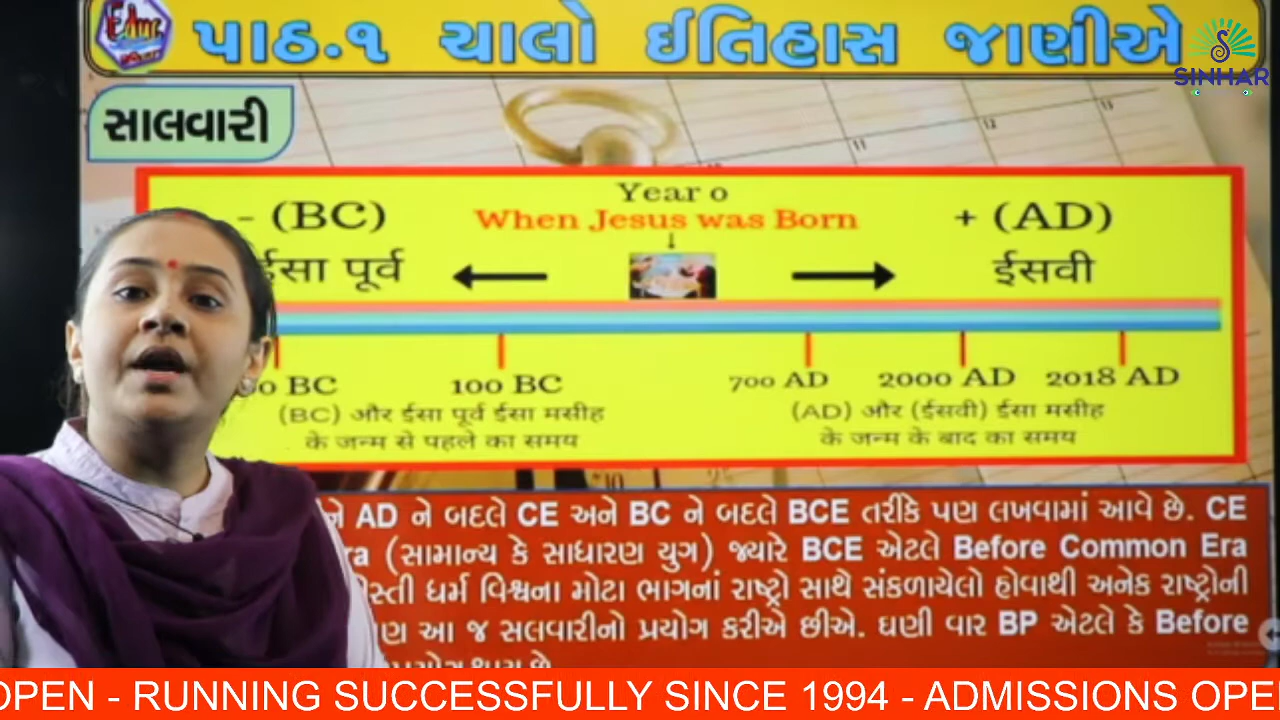 પાઠ.૧ ચાલો ઈતિહાસ જાણીએ
SINHAR
સાલવારી
Year 0
- (BC)
When Jesus was Born
+ (AD)
ईसा पूर्व
ईसवी
BC
100 BC
700 AD
2000 AD
2018 AD
(BC) और ईसा पूर्व ईसा मसीह
के जन्म से पहले का समय
(AD) और (ईसवी) ईसा मसीह
के जन्म के बाद का समय
AD ને બદલે CE અને BC ને બદલે BCE તરીકે પણ લખવામાં આવે છે. CE
(સામાન્ય કે સાધારણ યુગ) જ્યારે BCE એટલે Before Common Era
ધર્મ વિશ્વના મોટા ભાગનાં રાષ્ટ્રો સાથે સંકળાયેલો હોવાથી અનેક રાષ્ટ્રોની
આ જ સલવારીનો પ્રયોગ કરીએ છીએ. ઘણી વાર BP એટલે કે Before
OPEN - RUNNING SUCCESSFULLY SINCE 1994 - ADMISSIONS OPE